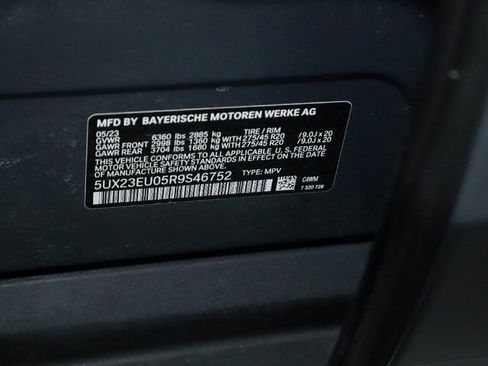 MFD BY BAYERISCHE MOTOREN WERKE AG
05/23 6360 lbs 2885 kg TIRE / RIM
GVWR
GAWR FRONT 2998 lbs 1360 kg WITH 275/45 R20 /9.0J x 20
GAWR REAR 3704 lbs 1680 kg WITH 275/45 R20 /9.0J x 20
THIS VEHICLE CONFORMS TO ALL APPLICABLE FEDERAL
MOTOR VEHICLE SAFETY STANDARDS IN EFFECT ON THE DATE OF
MANUFACTURE SHOWN ABOVE.
5UX23EU05R9S46752 TYPE: MPV
C4WM
7 320 729